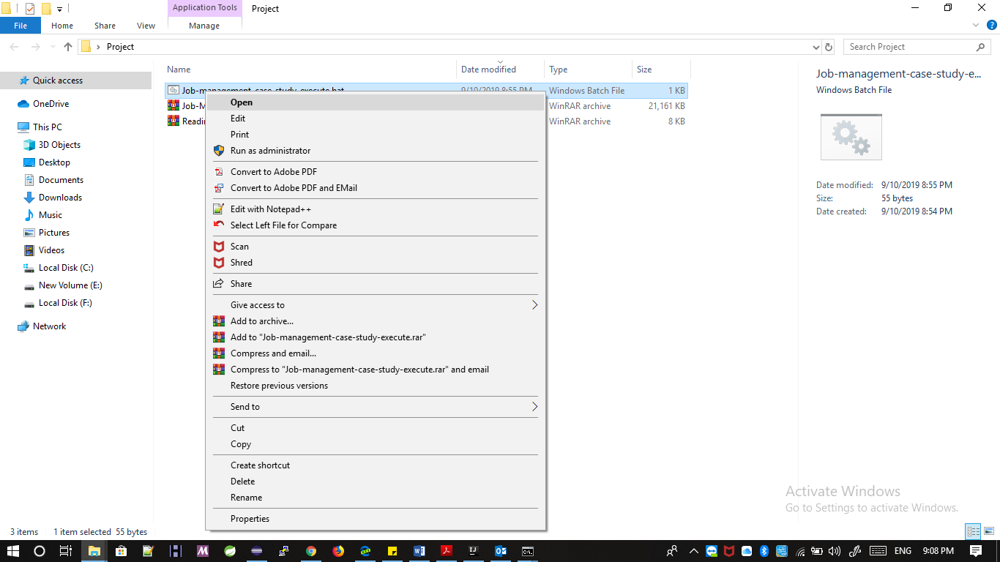 Application Tools
Project
File
Home
Share
View
Manage
Project
Search Project
Name
Date modified
Type
Size
Job-management-case-study-execute.bat
9/10/2019 8:55 PM
Windows Batch File
1 KB
Job-M
WinRAR archive
21,161 KB
Readi
WinRAR archive
8 KB
Quick access
OneDrive
This PC
3D Objects
Desktop
Documents
Downloads
Music
Pictures
Videos
Local Disk (C:)
New Volume (E:)
Local Disk (F:)
Network
Open
Edit
Print
Run as administrator
Convert to Adobe PDF
Convert to Adobe PDF and EMail
Edit with Notepad++
Select Left File for Compare
Scan
Shred
Share
Give access to
Add to archive...
Add to "Job-management-case-study-execute.rar"
Compress and email...
Compress to "Job-management-case-study-execute.rar" and email
Restore previous versions
Send to
Cut
Copy
Create shortcut
Delete
Rename
Properties
Job-management-case-study-e...
Windows Batch File
Date modified: 9/10/2019 8:55 PM
Size: 55 bytes
Date created: 9/10/2019 8:54 PM
Activate Windows
Go to Settings to activate Windows.
3 items
1 item selected 55 bytes
ENG
9:08 PM